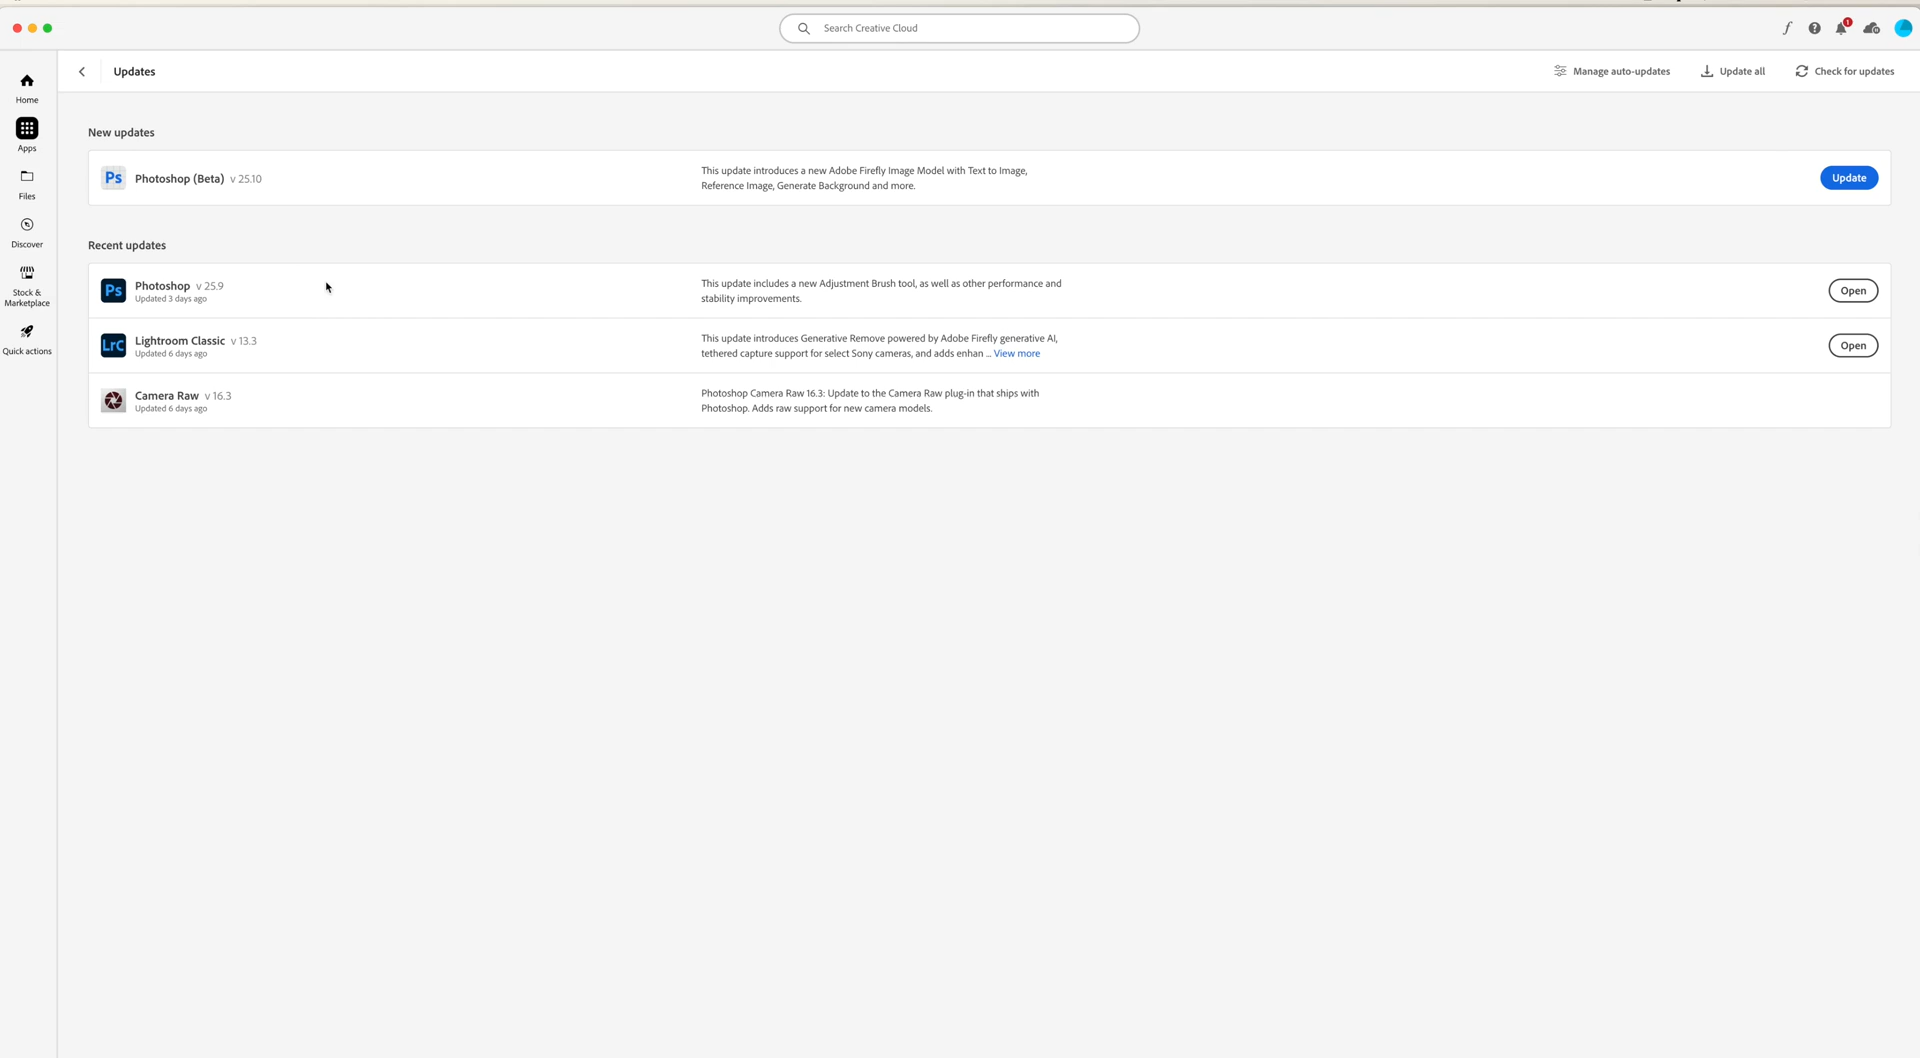 Search Creative Cloud
f
1
Updates
Manage auto-updates
Update all
Check for updates
Home
Apps
Files
Discover
Stock &
Marketplace
Quick actions
New updates
Ps
Photoshop (Beta) v 25.10
This update introduces a new Adobe Firefly Image Model with Text to Image,
Reference Image, Generate Background and more.
Update
Recent updates
Ps
Photoshop v 25.9
Updated 3 days ago
This update includes a new Adjustment Brush tool, as well as other performance and
stability improvements.
Open
LrC
Lightroom Classic v 13.3
Updated 6 days ago
This update introduces Generative Remove powered by Adobe Firefly generative AI,
tethered capture support for select Sony cameras, and adds enhan ... View more
Open
Camera Raw v 16.3
Updated 6 days ago
Photoshop Camera Raw 16.3: Update to the Camera Raw plug-in that ships with
Photoshop. Adds raw support for new camera models.